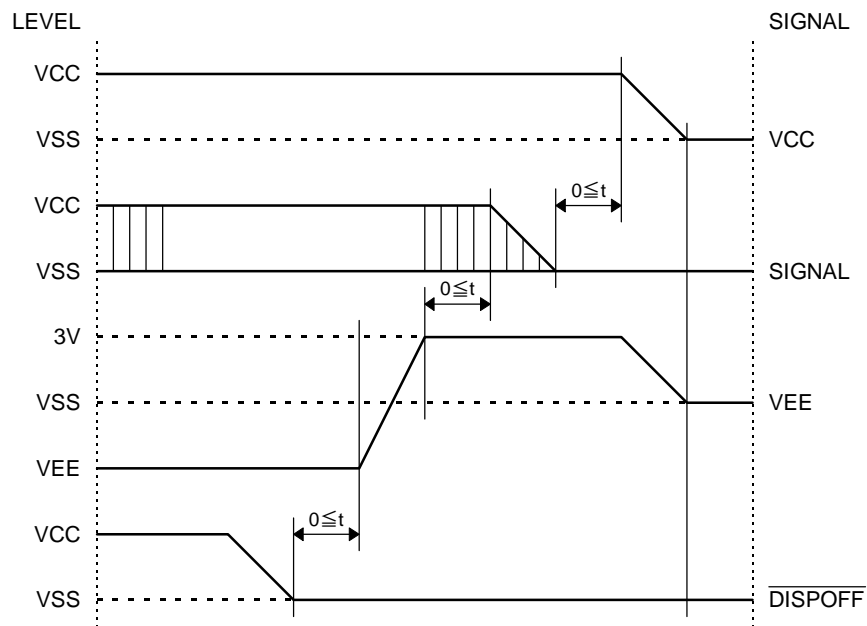 LEVEL SIGNAL
VCC
VSS VCC
VCC 0≦t
VSS SIGNAL
0≦t
3V
VSS VEE
VEE
0≦t
VCC
VSS DISPOFF